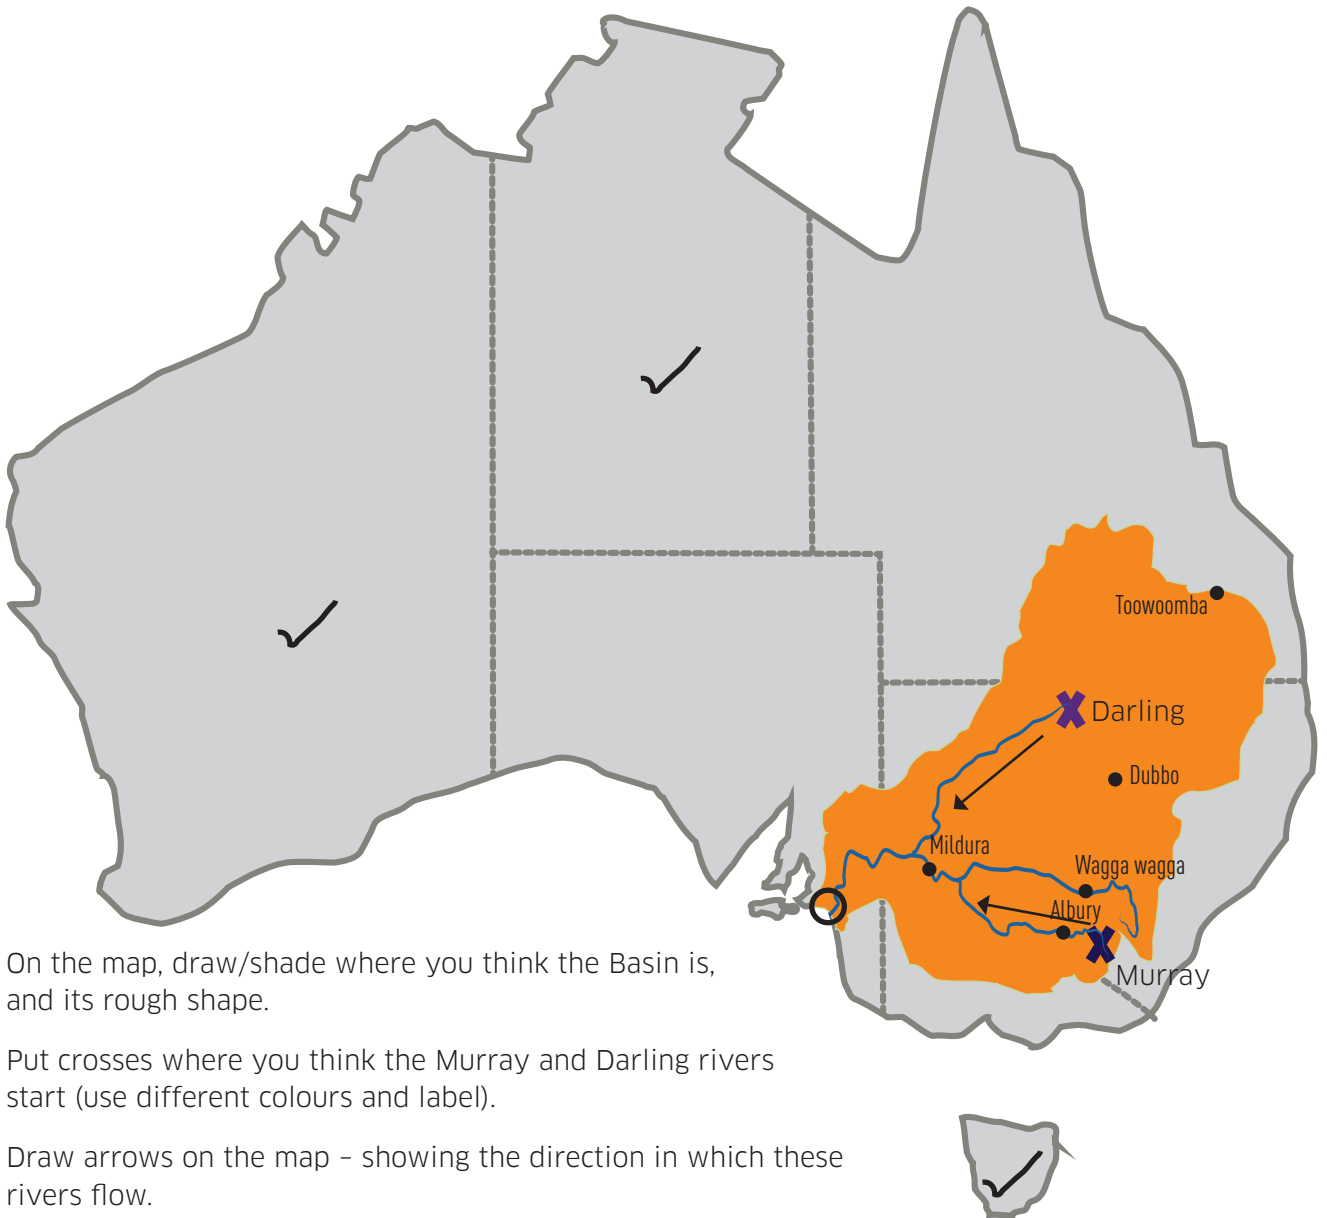 Toowoomba
Darling
Dubbo
Mildura
Wagga wagga
Albury
Murray
On the map, draw/shade where you think the Basin is,
and its rough shape.
Put crosses where you think the Murray and Darling rivers
start (use different colours and label).
Draw arrows on the map – showing the direction in which these
rivers flow.